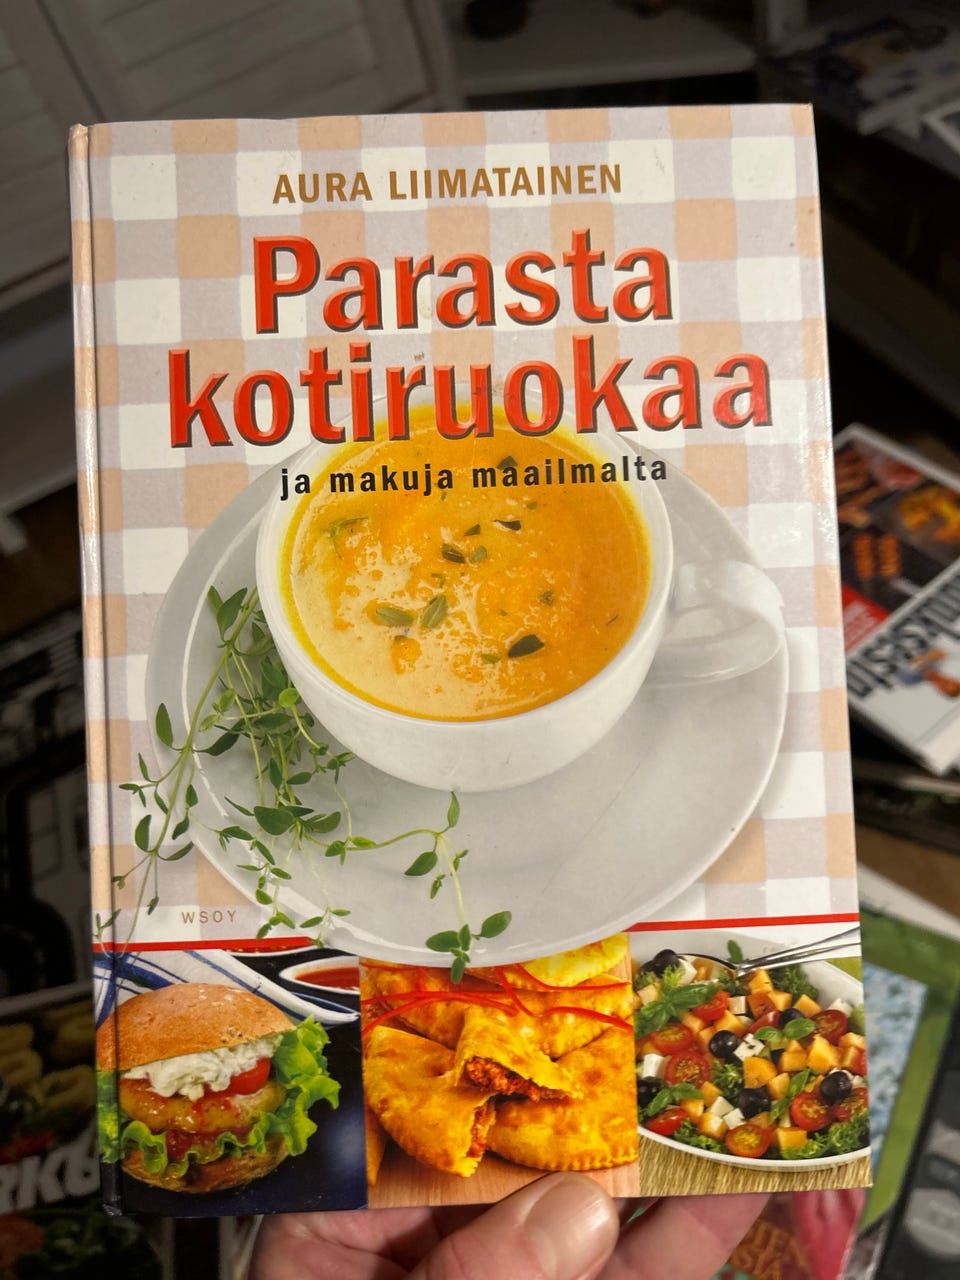 AURA LIIMATAINEN
Parasta
kotiruokaa
ja makuja maailmalta
WSOY